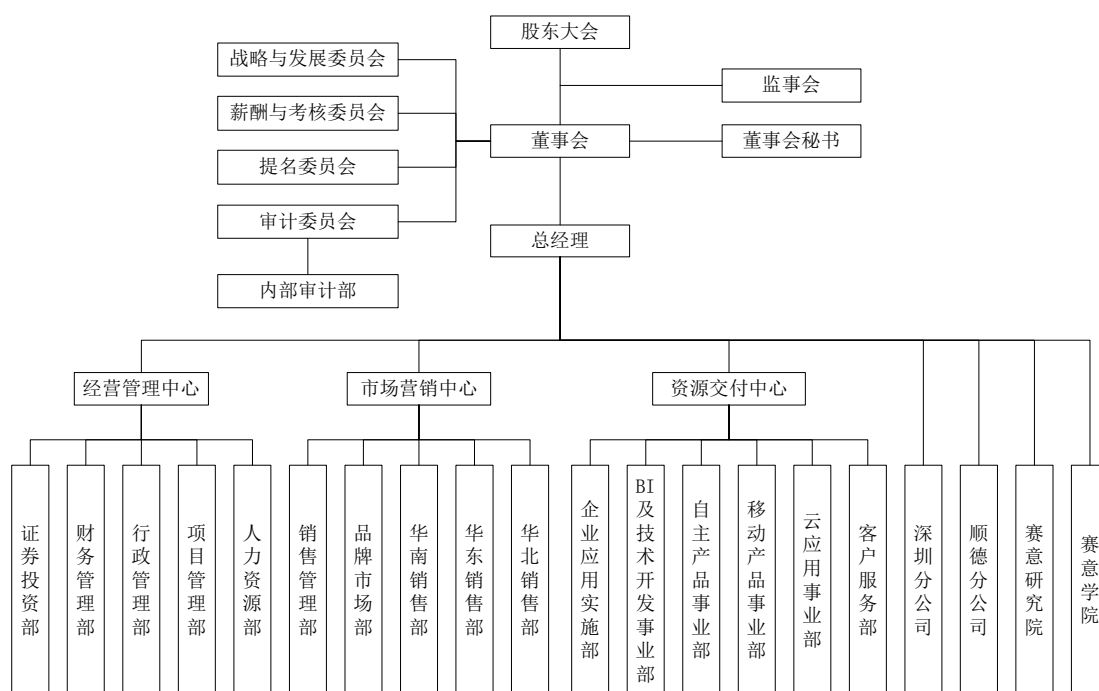 股东大会
战略与发展委员会
监事会
薪酬与考核委员会
董事会
董事会秘书
提名委员会
审计委员会
总经理
内部审计部
经营管理中心
市场营销中心
资源交付中心
证券投资部
财务管理部
行政管理部
项目管理部
人力资源部
销售管理部
品牌市场部
华南销售部
华东销售部
华北销售部
企业应用实施部
BI及技术开发事业部
自主产品事业部
移动产品事业部
云应用事业部
客户服务部
深圳分公司
顺德分公司
赛意研究院
赛意学院